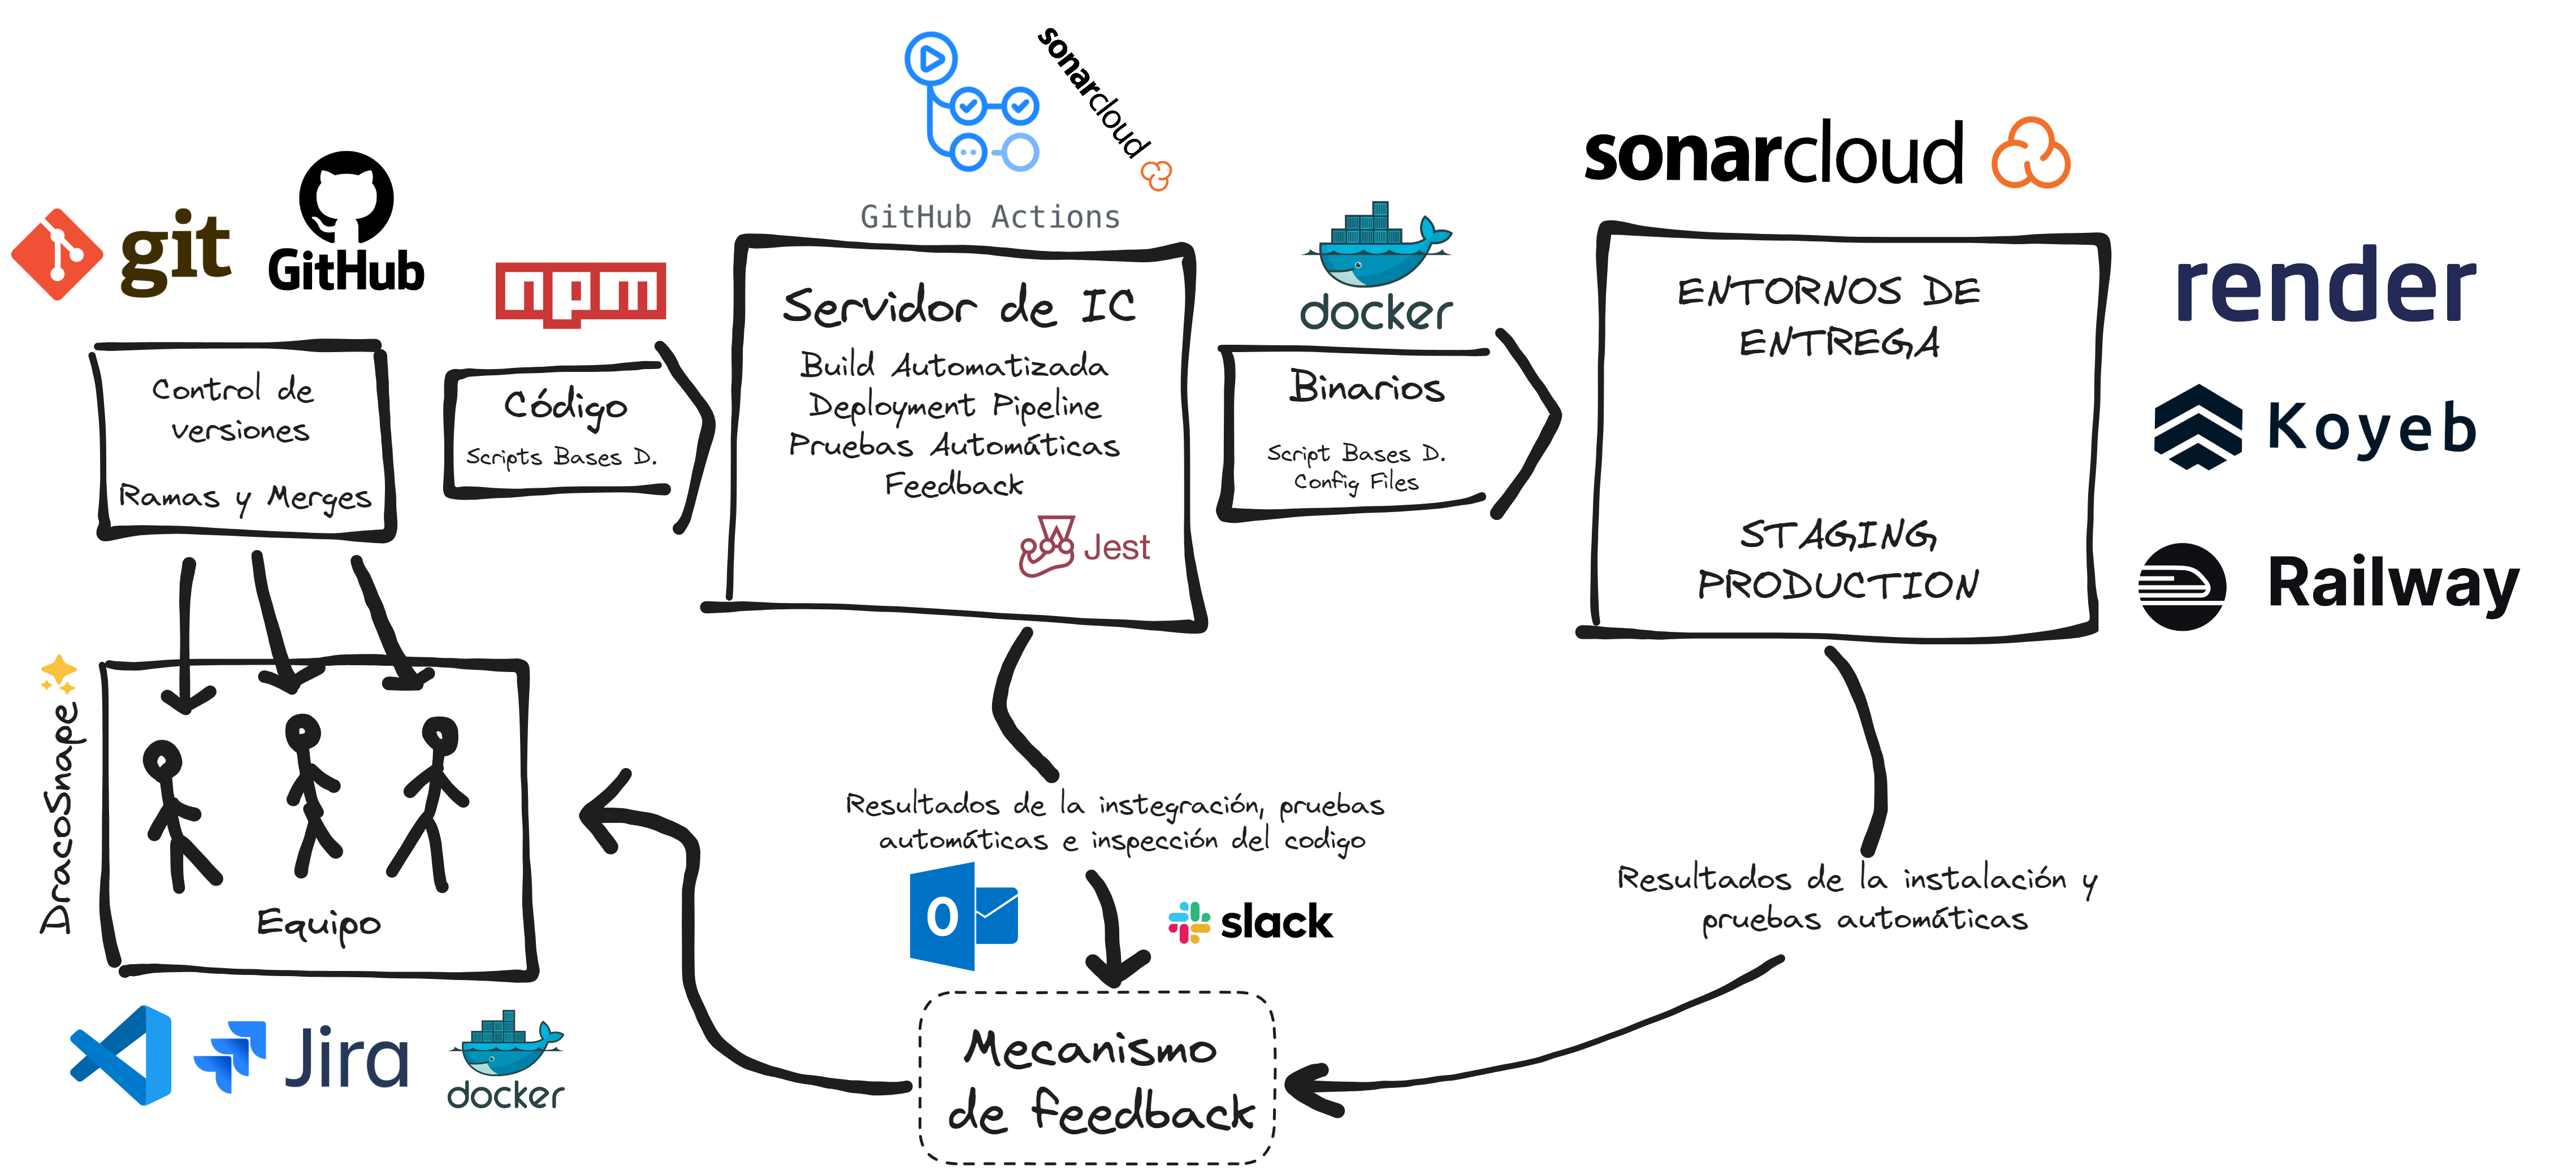 git
GitHub
Control de
versiones
Ramas y Merges
npm
Código
Scripts Bases D.
GitHub Actions
sonarcloud
Servidor de IC
Build Automatizada
Deployment Pipeline
Pruebas Automáticas
Feedback
Jest
docker
Binarios
Script Bases D.
Config Files
sonarcloud
ENTORNOS DE
ENTREGA
STAGING
PRODUCTION
render
Koyeb
Railway
DracoSnape
Equipo
Jira
docker
Resultados de la instegración, pruebas
automáticas e inspección del codigo
O
slack
Resultados de la instalación y
pruebas automáticas
Mecanismo
de feedback